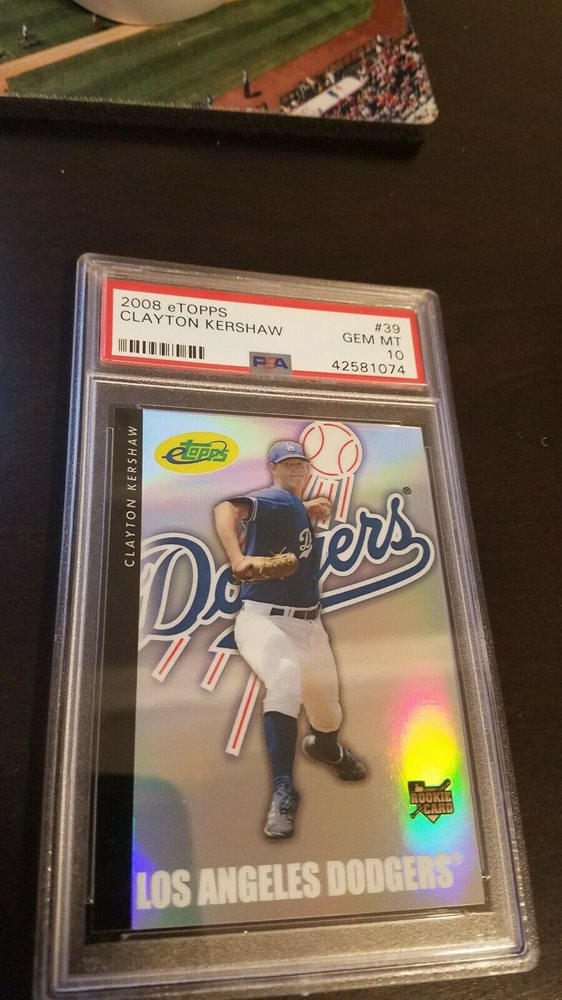 2008 eTOPPS
#39
CLAYTON KERSHAW
GEM MT
10
PSA
42581074
CLAYTON KERSHAW
etopps
Dodgers®
D
LA
ROOKIE
CARD
LOS ANGELES DODGERS®